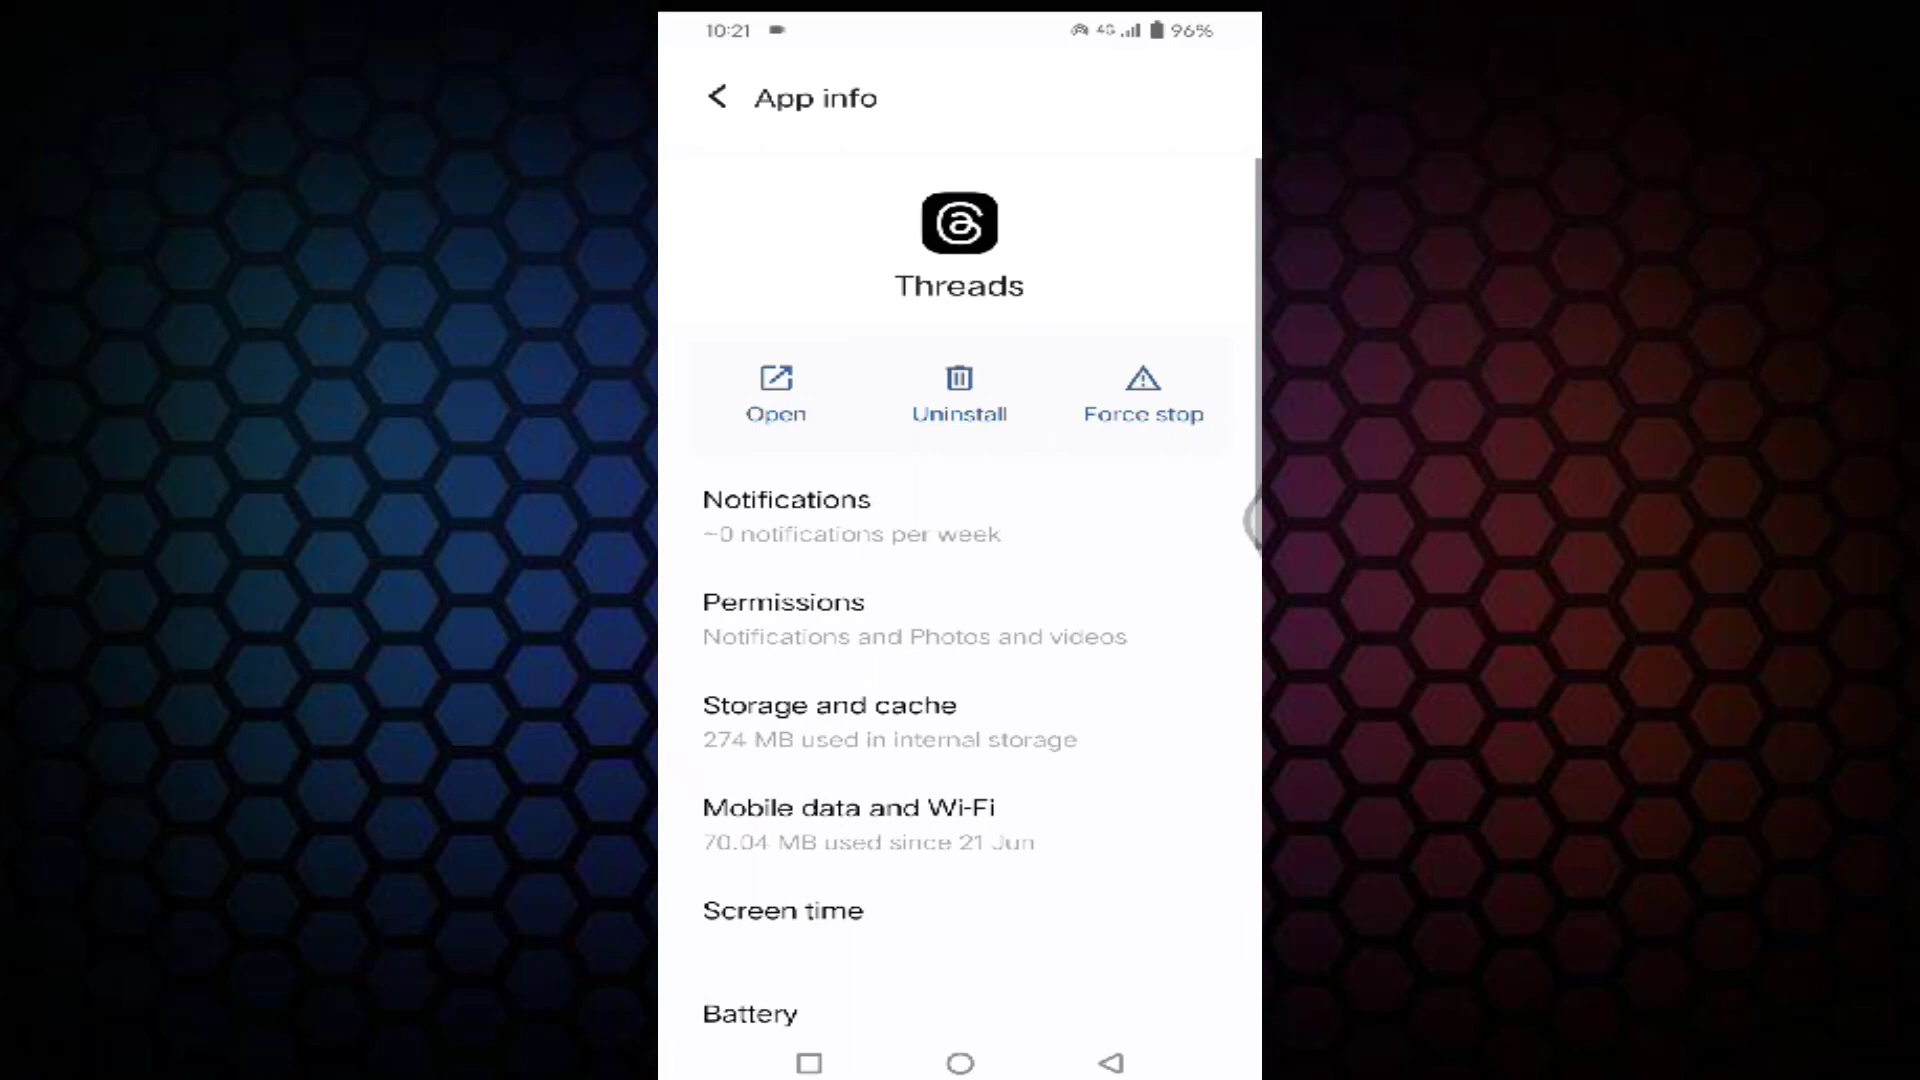 10:21
4G 96%
App info
Threads
Open
Uninstall
Force stop
Notifications
~0 notifications per week
Permissions
Notifications and Photos and videos
Storage and cache
274 MB used in internal storage
Mobile data and Wi-Fi
70.04 MB used since 21 Jun
Screen time
Battery